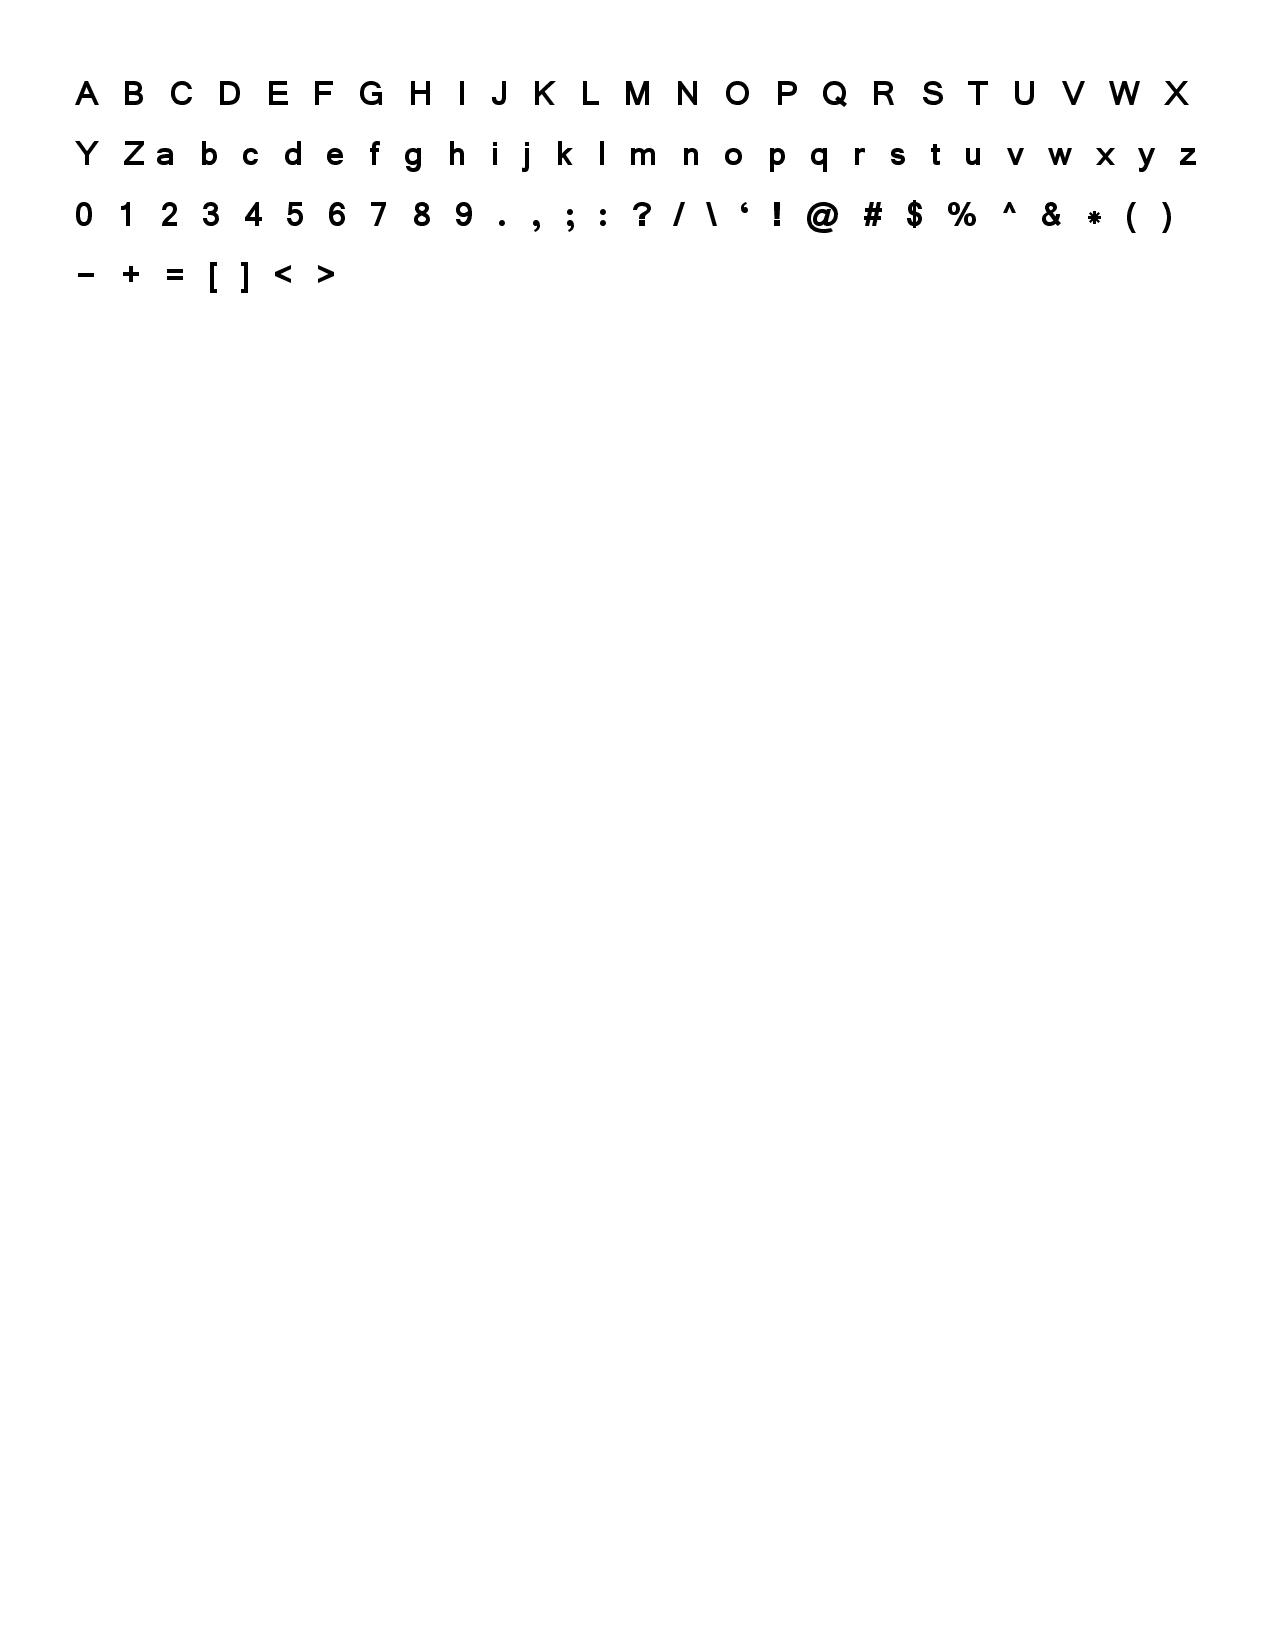 A B C D E F G H I J K L M N O P Q R S T U V W X
Y Z a b c d e f g h i j k l m n o p q r s t u v w x y z
0 1 2 3 4 5 6 7 8 9 . , ; : ? / \ ‘ ! @ # $ % ^ & * ( )
- + = [ ] < >